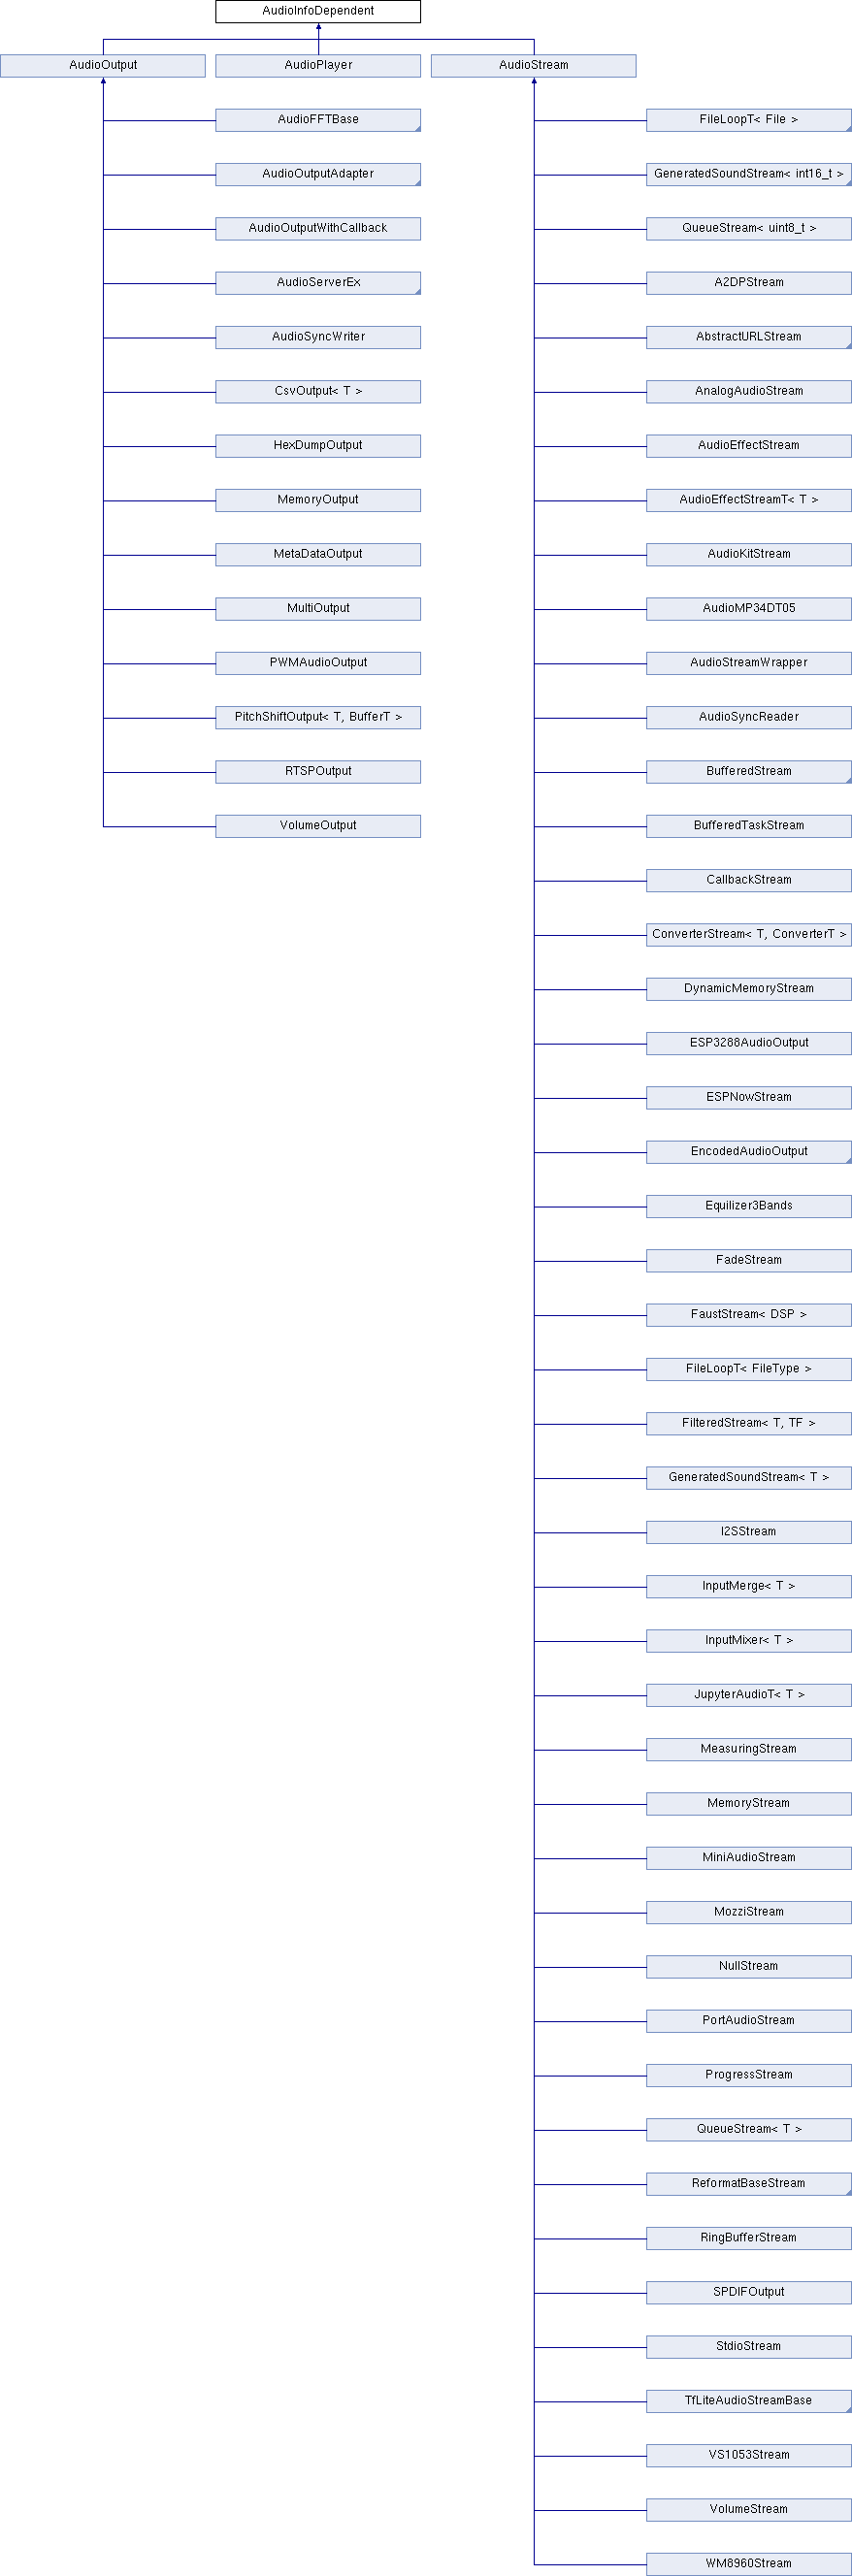 AudioInfoDependent
AudioOutput
AudioPlayer
AudioStream
AudioFFTBase
AudioOutputAdapter
AudioOutputWithCallback
AudioServerEx
AudioSyncWriter
CsvOutput< T >
HexDumpOutput
MemoryOutput
MetaDataOutput
MultiOutput
PWMAudioOutput
PitchShiftOutput< T, BufferT >
RTSPOutput
VolumeOutput
FileLoopT< File >
GeneratedSoundStream< int16_t >
QueueStream< uint8_t >
A2DPStream
AbstractURLStream
AnalogAudioStream
AudioEffectStream
AudioEffectStreamT< T >
AudioKitStream
AudioMP34DT05
AudioStreamWrapper
AudioSyncReader
BufferedStream
BufferedTaskStream
CallbackStream
ConverterStream< T, ConverterT >
DynamicMemoryStream
ESP3288AudioOutput
ESPNowStream
EncodedAudioOutput
Equilizer3Bands
FadeStream
FaustStream< DSP >
FileLoopT< FileType >
FilteredStream< T, TF >
GeneratedSoundStream< T >
I2SStream
InputMerge< T >
InputMixer< T >
JupyterAudioT< T >
MeasuringStream
MemoryStream
MiniAudioStream
MozziStream
NullStream
PortAudioStream
ProgressStream
QueueStream< T >
ReformatBaseStream
RingBufferStream
SPDIFOutput
StdioStream
TfLiteAudioStreamBase
VS1053Stream
VolumeStream
WM8960Stream